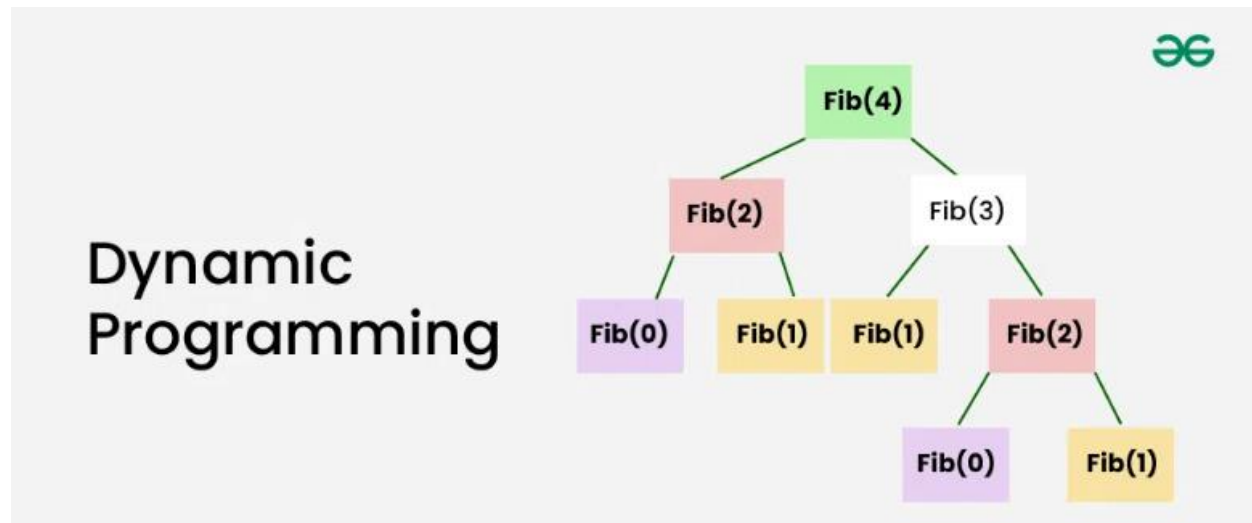 Fib(4)
Fib(2)
Fib(3)
Dynamic
Programming
Fib(0)
Fib(1)
Fib(1)
Fib(2)
Fib(0)
Fib(1)